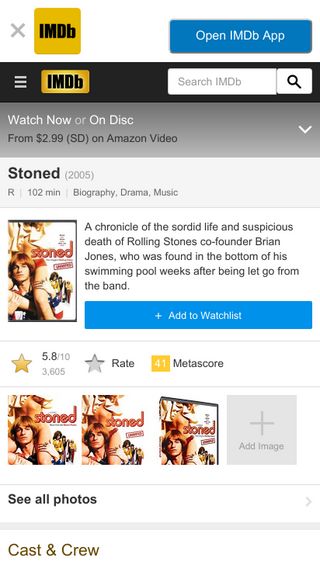 IMDb
Open IMDb App
IMDb
Search IMDb
Watch Now or On Disc
From $2.99 (SD) on Amazon Video
Stoned (2005)
R | 102 min | Biography, Drama, Music
stoned
UNRATED
A chronicle of the sordid life and suspicious
death of Rolling Stones co-founder Brian
Jones, who was found in the bottom of his
swimming pool weeks after being let go from
the band.
+ Add to Watchlist
5.8/10
3,605
Rate
41 Metascore
stoned
stoned
stoned
Add Image
See all photos
Cast & Crew